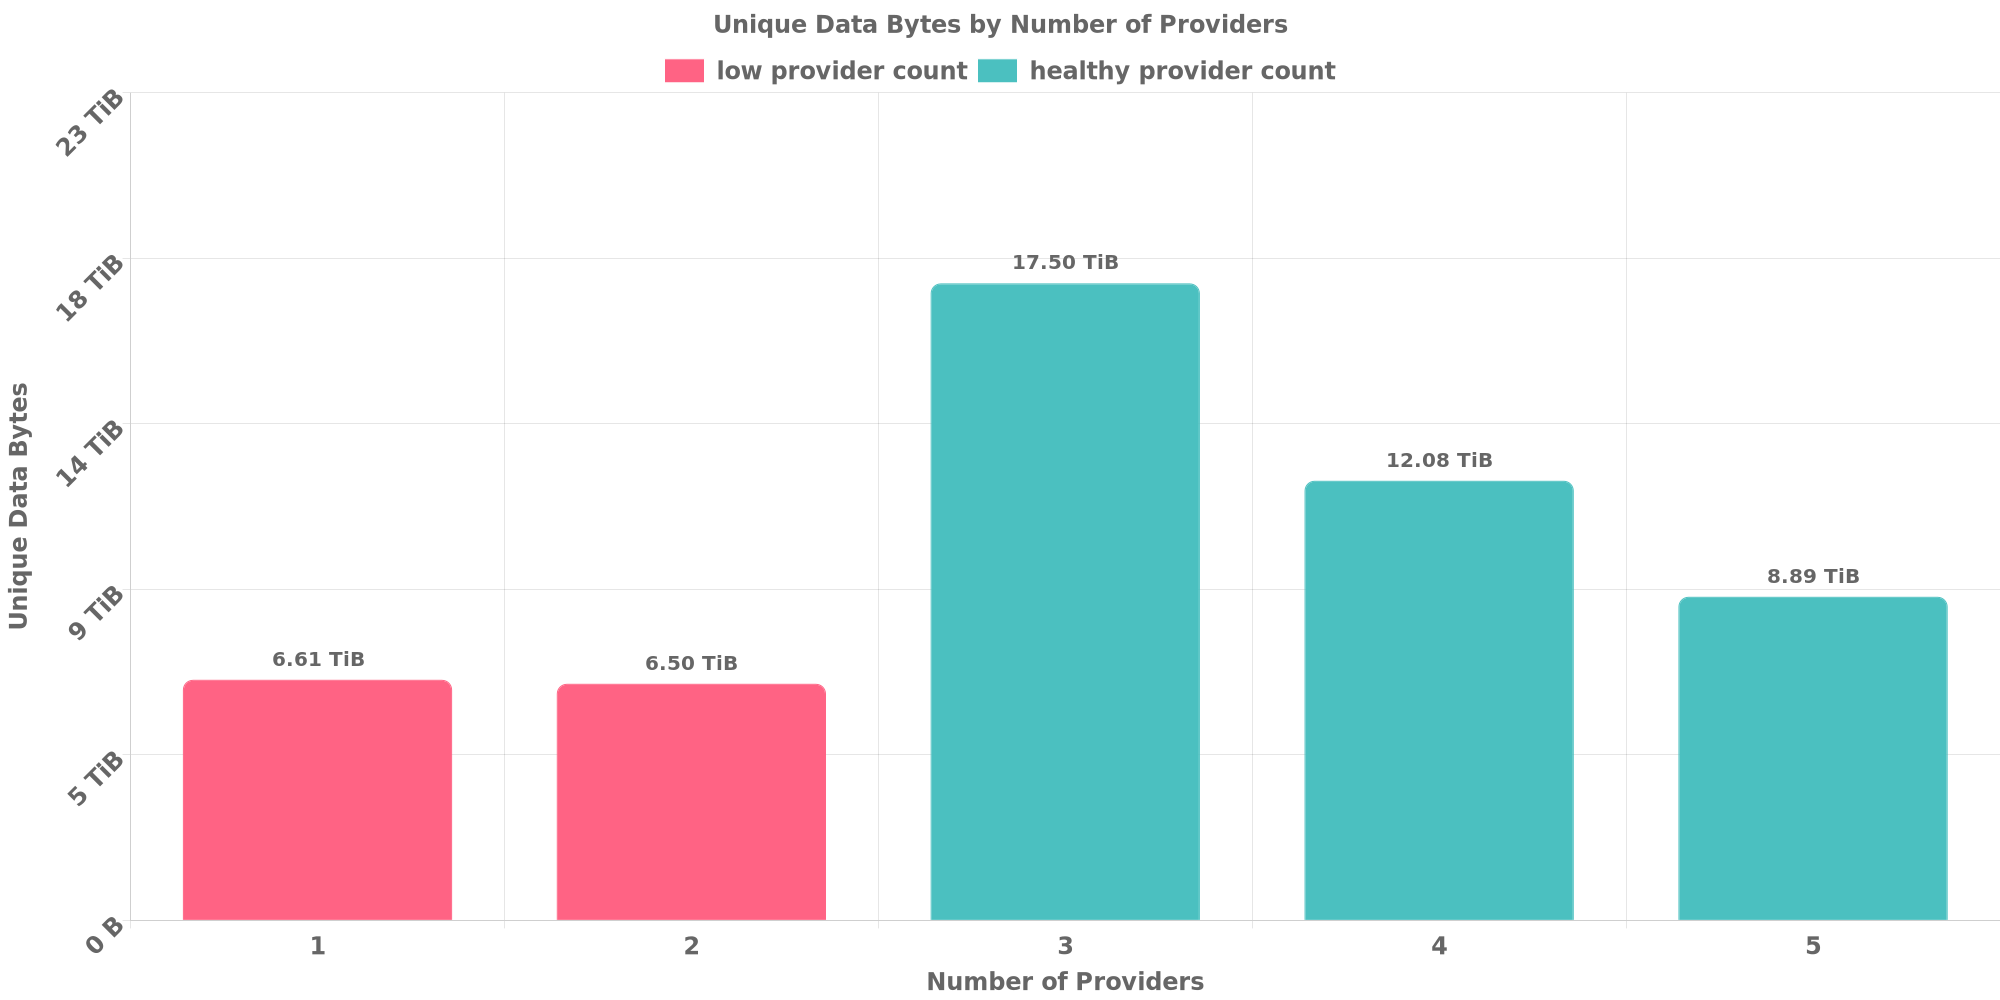 Unique Data Bytes by Number of Providers
low provider count
healthy provider count
Unique Data Bytes
23 TiB
18 TiB
14 TiB
9 TiB
5 TiB
0 B
6.61 TiB
6.50 TiB
17.50 TiB
12.08 TiB
8.89 TiB
1
2
3
4
5
Number of Providers